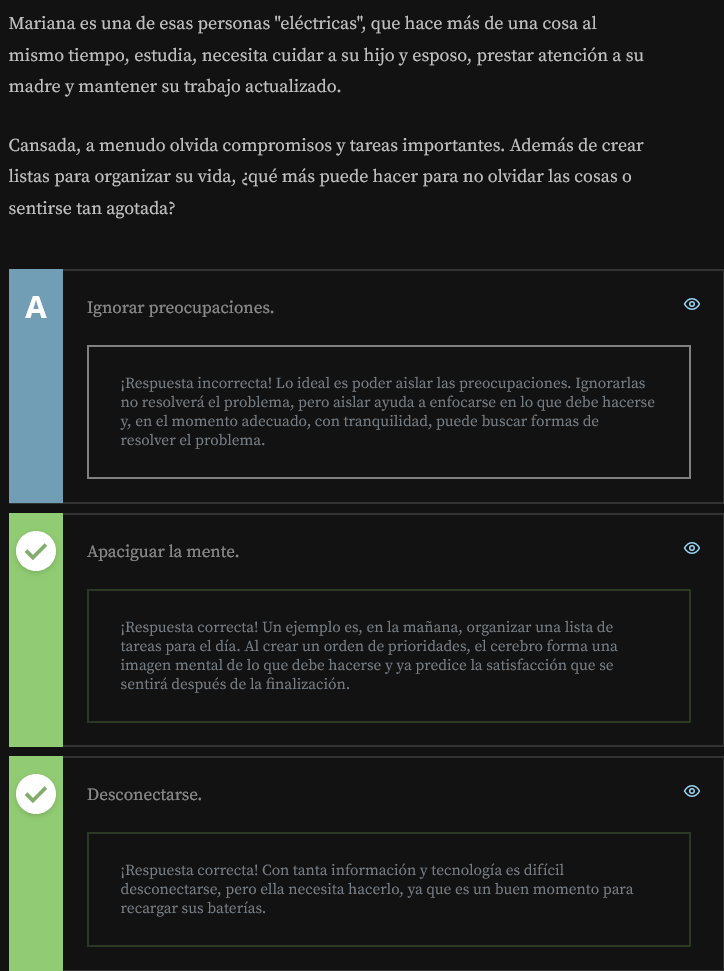 Mariana es una de esas personas "eléctricas", que hace más de una cosa al
mismo tiempo, estudia, necesita cuidar a su hijo y esposo, prestar atención a su
madre y mantener su trabajo actualizado.
Cansada, a menudo olvida compromisos y tareas importantes. Además de crear
listas para organizar su vida, ¿qué más puede hacer para no olvidar las cosas o
sentirse tan agotada?
A
Ignorar preocupaciones.
¡Respuesta incorrecta! Lo ideal es poder aislar las preocupaciones. Ignorarlas
no resolverá el problema, pero aislar ayuda a enfocarse en lo que debe hacerse
y, en el momento adecuado, con tranquilidad, puede buscar formas de
resolver el problema.
Apaciguar la mente.
¡Respuesta correcta! Un ejemplo es, en la mañana, organizar una lista de
tareas para el día. Al crear un orden de prioridades, el cerebro forma una
imagen mental de lo que debe hacerse y ya predice la satisfacción que se
sentirá después de la finalización.
Desconectarse.
¡Respuesta correcta! Con tanta información y tecnología es difícil
desconectarse, pero ella necesita hacerlo, ya que es un buen momento para
recargar sus baterías.